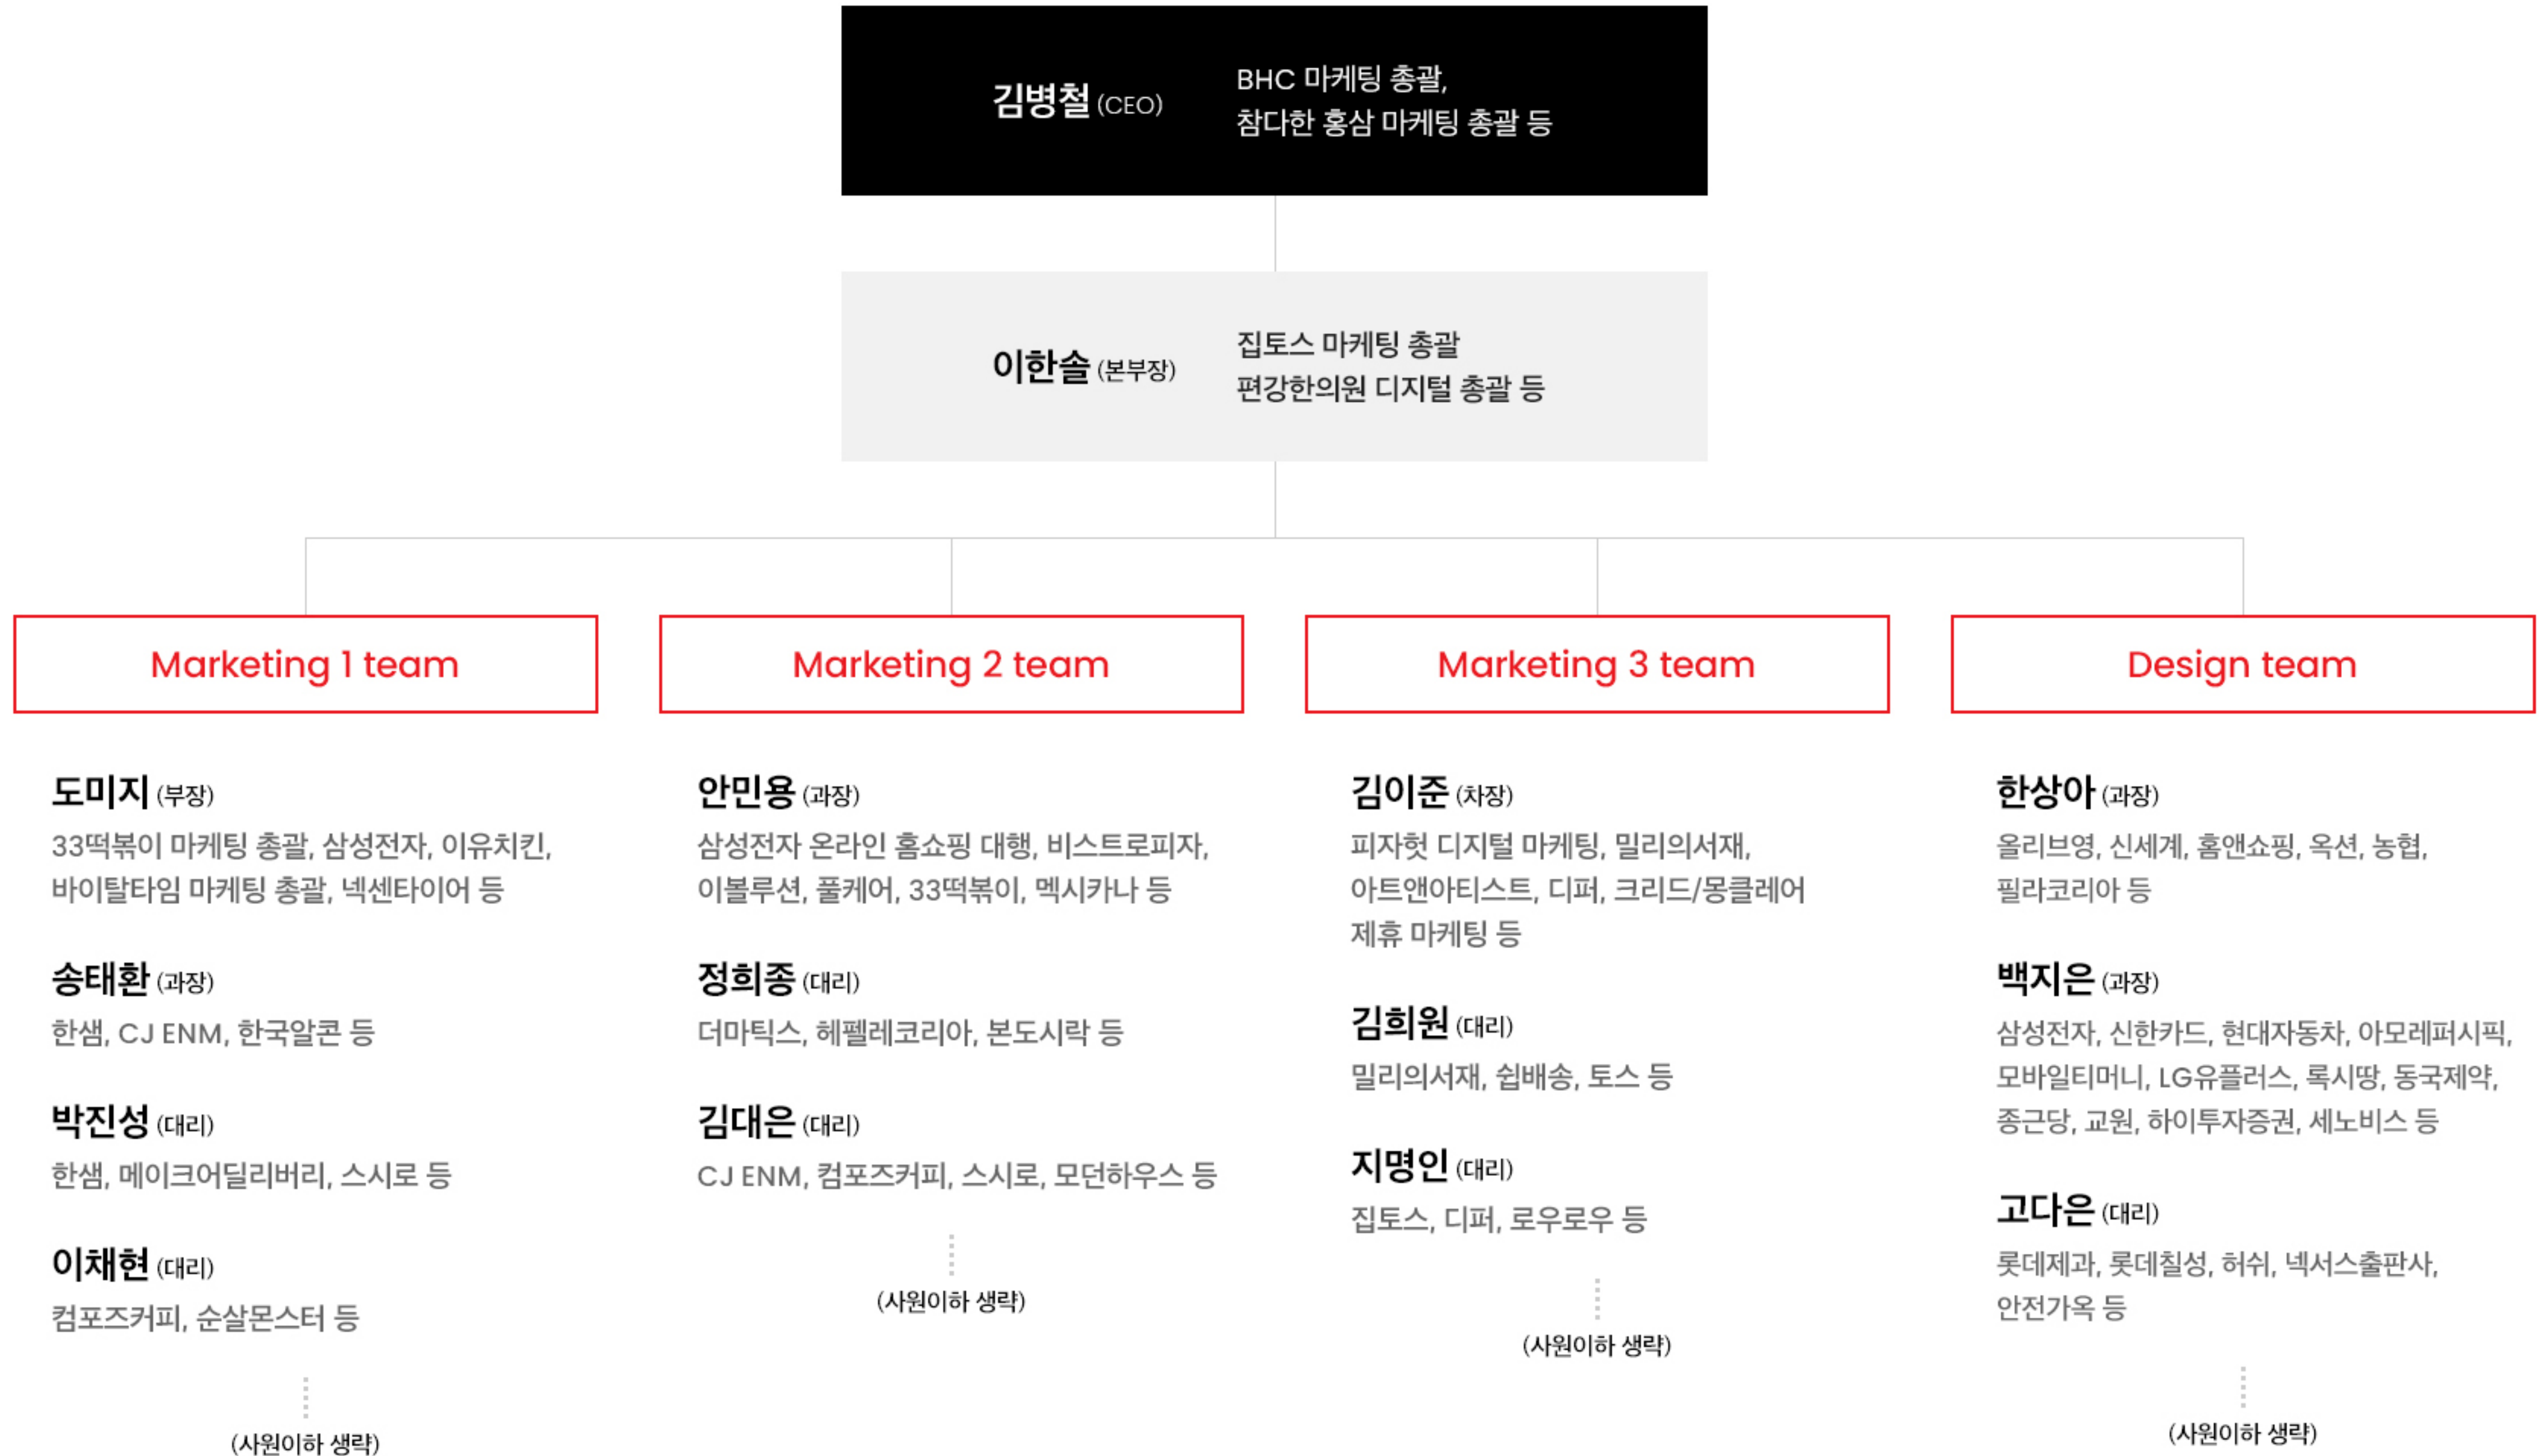 김병철 (CEO)
BHC 마케팅 총괄,
참다한 홍삼 마케팅 총괄 등
이한솔 (본부장)
집토스 마케팅 총괄
편강한의원 디지털 총괄 등
Marketing 1 team
도미지 (부장)
33떡볶이 마케팅 총괄, 삼성전자, 이유치킨,
바이탈타임 마케팅 총괄, 넥센타이어 등
송태환 (과장)
한샘, CJ ENM, 한국알콘 등
박진성 (대리)
한샘, 메이크어딜리버리, 스시로 등
이채현 (대리)
컴포즈커피, 순살몬스터 등
(사원이하 생략)
Marketing 2 team
안민용 (과장)
삼성전자 온라인 홈쇼핑 대행, 비스트로피자,
이볼루션, 풀케어, 33떡볶이, 멕시카나 등
정희종 (대리)
더마틱스, 헤펠레코리아, 본도시락 등
김대은 (대리)
CJ ENM, 컴포즈커피, 스시로, 모던하우스 등
(사원이하 생략)
Marketing 3 team
김이준 (차장)
피자헛 디지털 마케팅, 밀리의서재,
아트앤아티스트, 디퍼, 크리드/몽클레어
제휴 마케팅 등
김희원 (대리)
밀리의서재, 쉽배송, 토스 등
지명인 (대리)
집토스, 디퍼, 로우로우 등
(사원이하 생략)
Design team
한상아 (과장)
올리브영, 신세계, 홈앤쇼핑, 옥션, 농협,
필라코리아 등
백지은 (과장)
삼성전자, 신한카드, 현대자동차, 아모레퍼시픽,
모바일티머니, LG유플러스, 록시땅, 동국제약,
종근당, 교원, 하이투자증권, 세노비스 등
고다은 (대리)
롯데제과, 롯데칠성, 허쉬, 넥서스출판사,
안전가옥 등
(사원이하 생략)